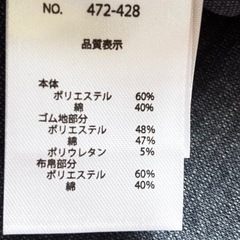 NO. 472-428
品質表示
本体
ポリエステル 60%
綿 40%
ゴム地部分
ポリエステル 48%
綿 47%
ポリウレタン 5%
布帛部分
ポリエステル 60%
綿 40%